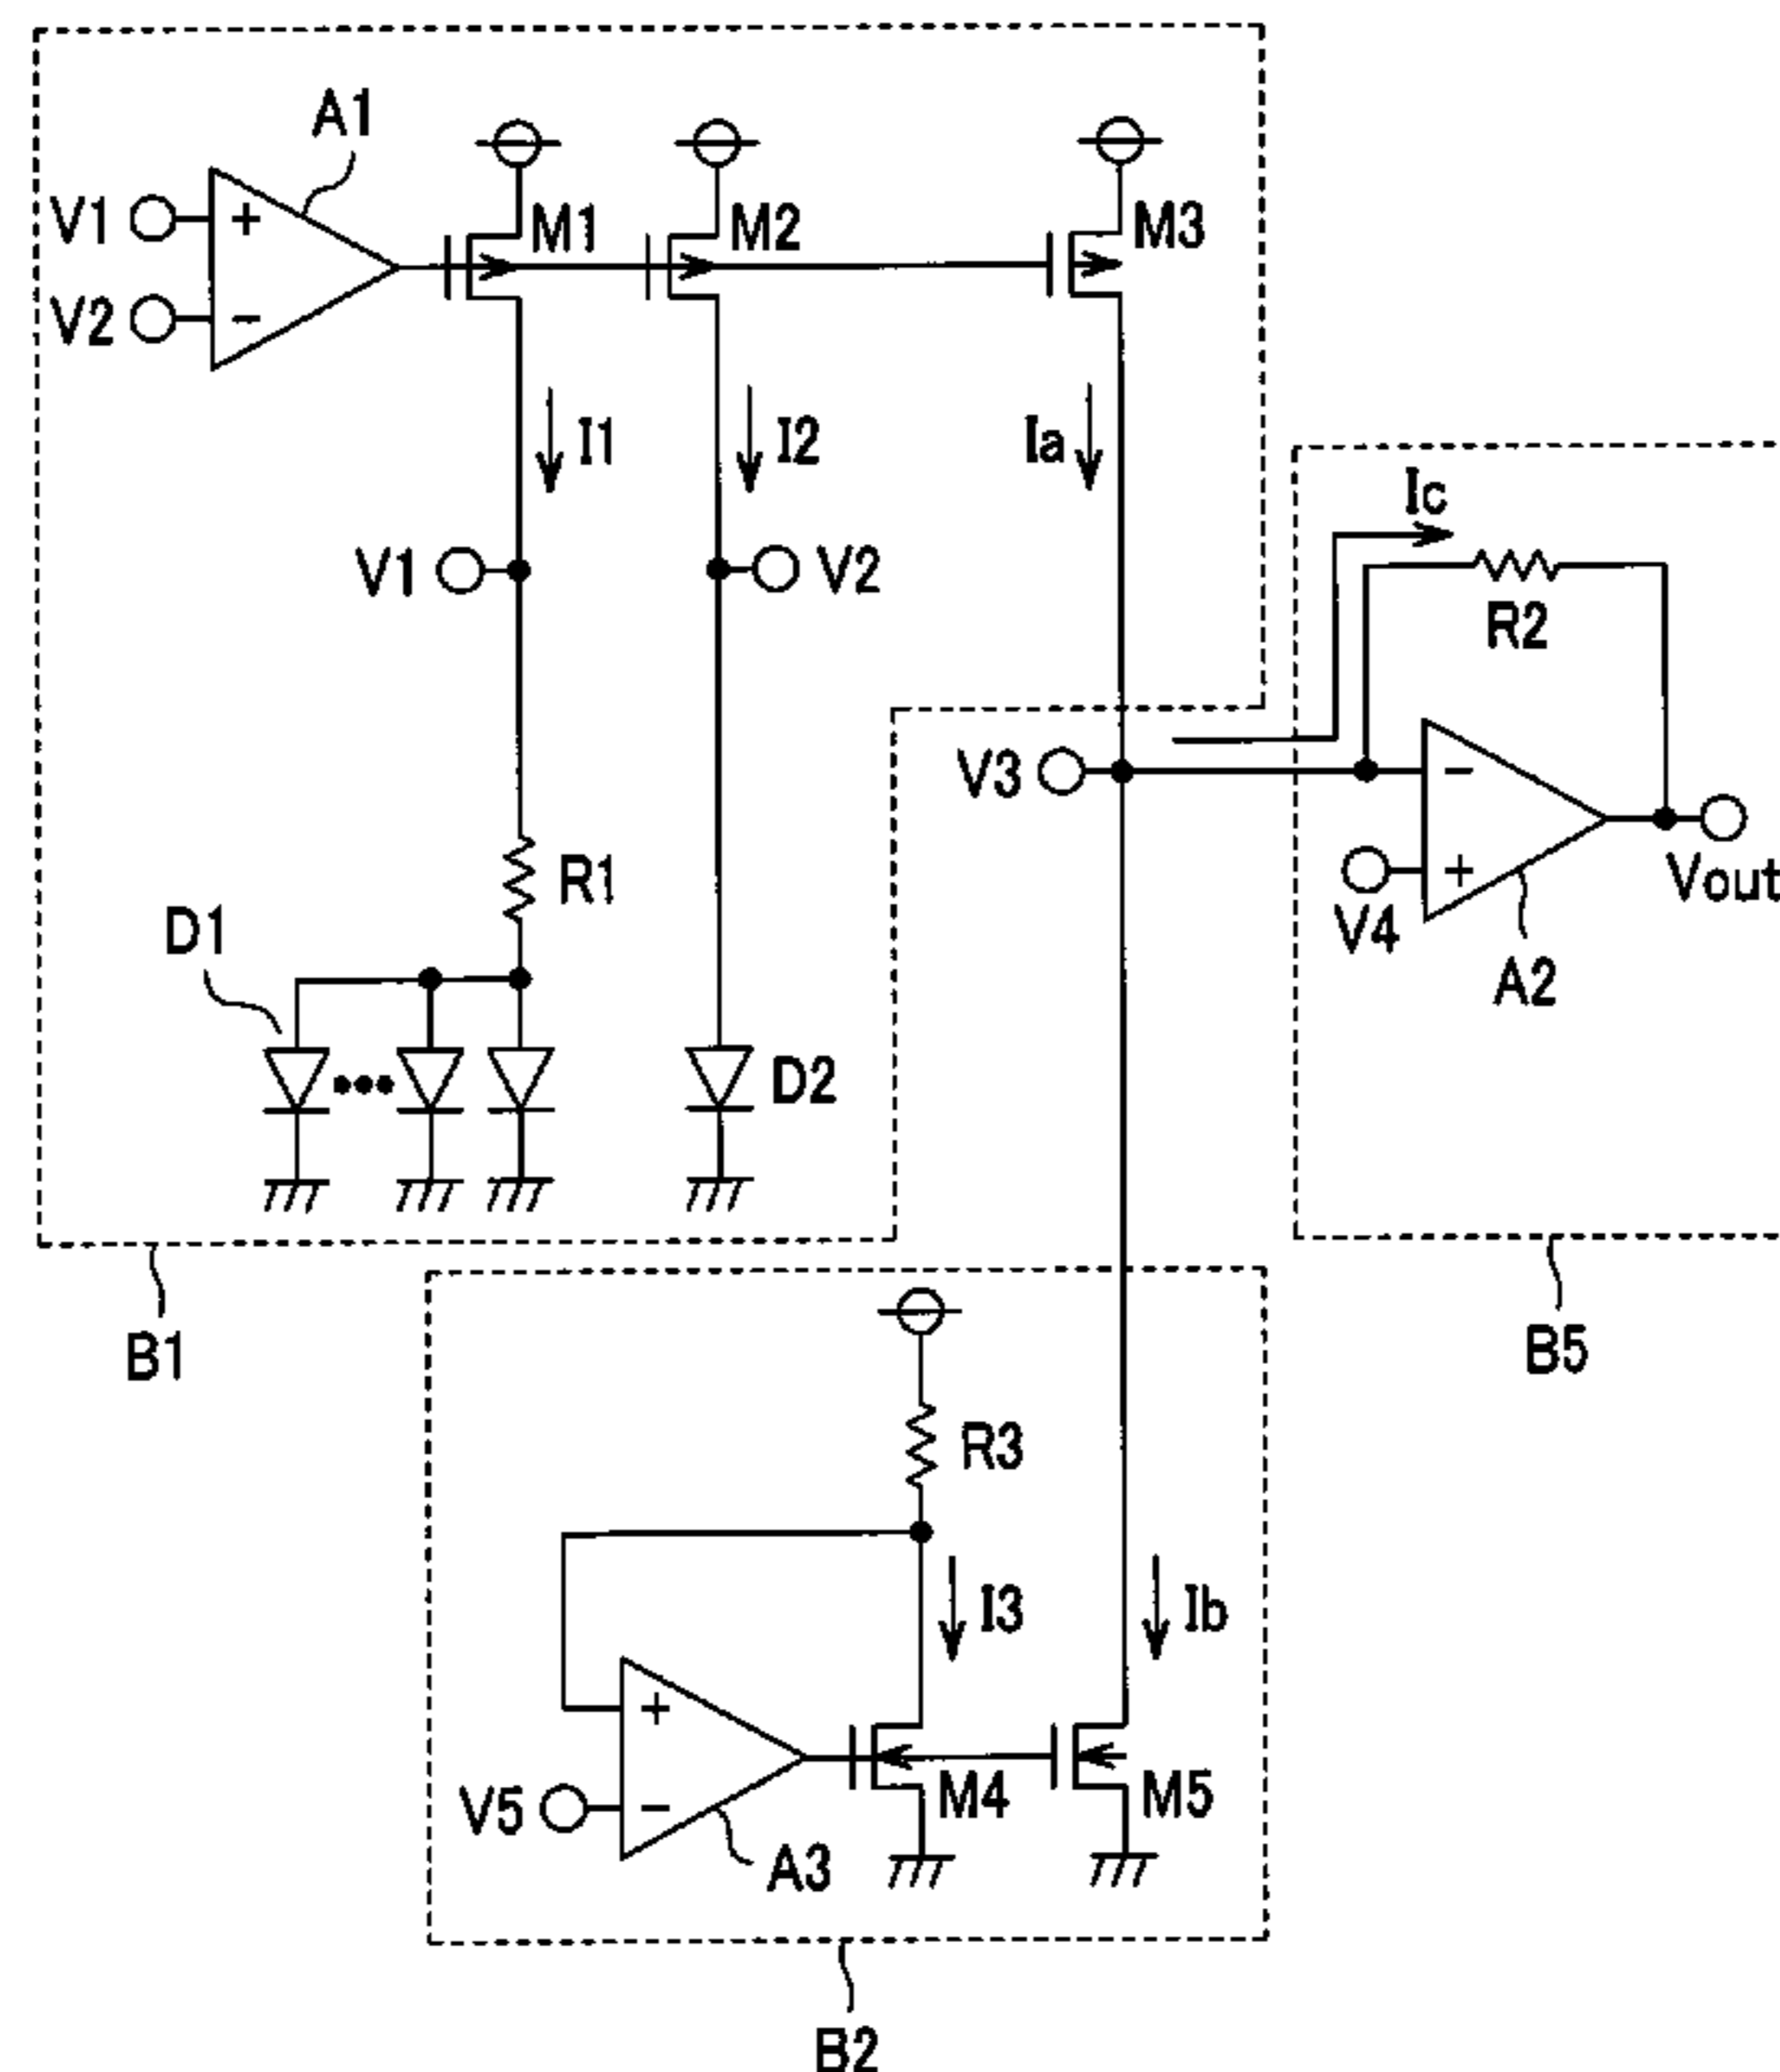 A1
V1
+
M1
M2
M3
V2
−
I1
I2
Ia
Ic
V1
V2
R2
V3
−
R1
+
Vout
D1
V4
A2
D2
B1
B5
R3
I3
Ib
+
V5
−
M4
M5
A3
B2